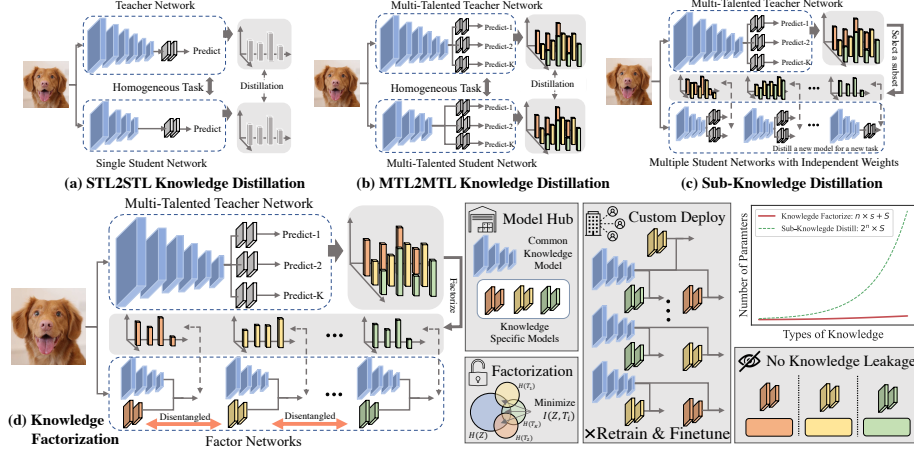 Teacher Network
Predict
Homogeneous Task
Distillation
Predict
Single Student Network
(a) STL2STL Knowledge Distillation
Multi-Talented Teacher Network
Predict-1
Predict-2
Predict-K
Homogeneous Task
Distillation
Predict-1
Predict-2
Predict-K
Multi-Talented Student Network
(b) MTL2MTL Knowledge Distillation
Multi-Talented Teacher Network
Predict-1
Predict-2
Predict-K
Select a subset
Distill a new model for a new task
Multiple Student Networks with Independent Weights
(c) Sub-Knowledge Distillation
Multi-Talented Teacher Network
Predict-1
Predict-2
Predict-K
Factorize
Disentangled
Disentangled
(d) Knowledge
Factorization
Factor Networks
Model Hub
Common
Knowledge
Model
Knowledge
Specific Models
Factorization
H(T₁)
Minimize
I(Z, Tᵢ)
H(Z)
Custom Deploy
×Retrain & Finetune
Number of Paramters
Knowlegde Factorize: n × s + S
Sub-Knowlegde Distill: 2ⁿ × S
Types of Knowledge
No Knowledge Leakage